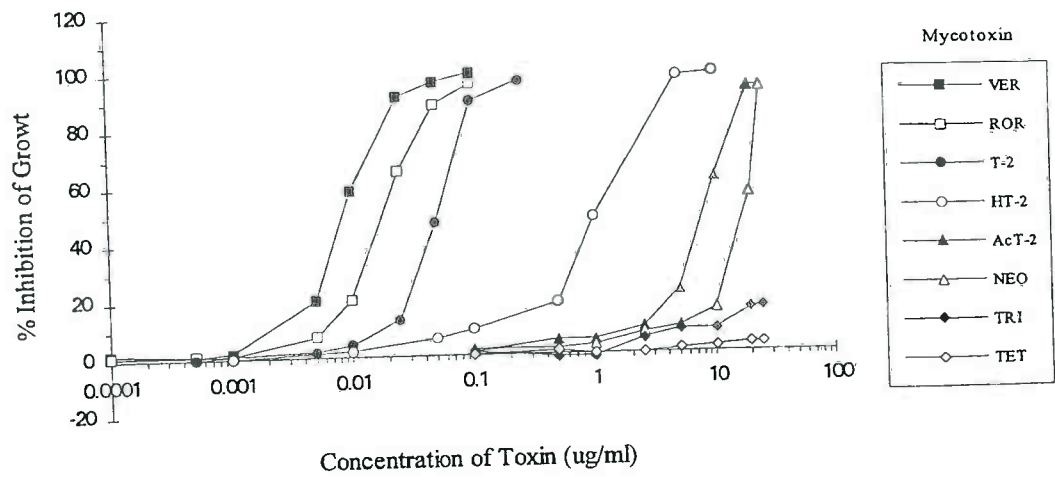 120
100
80
60
40
20
0
-20
0.0001
0.001
0.01
0.1
1
10
100
% Inhibition of Growt
Concentration of Toxin (ug/ml)
Mycotoxin
VER
ROR
T-2
HT-2
AcT-2
NEO
TRI
TET